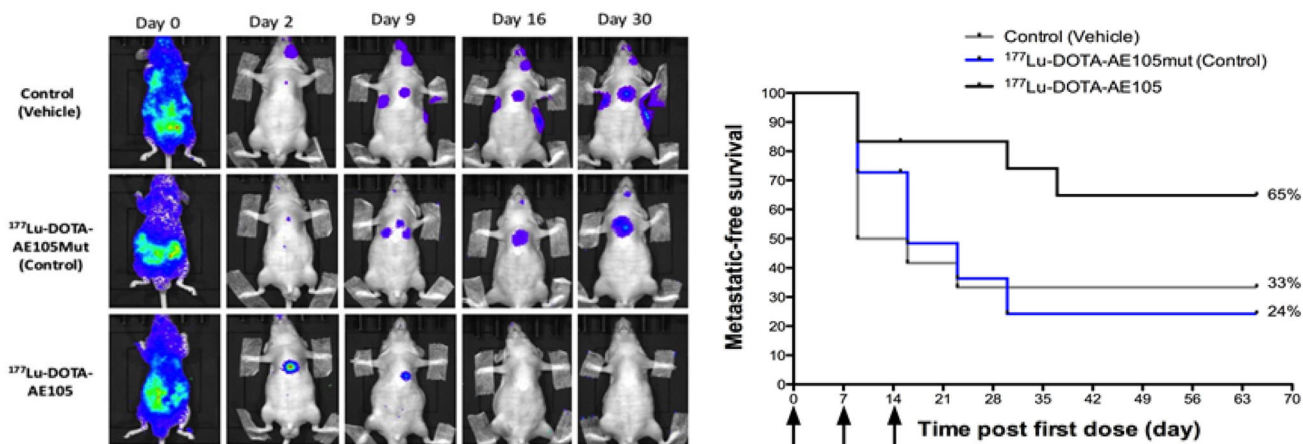 Day 0 Day 2 Day 9 Day 16 Day 30
Control
(Vehicle)
¹⁷⁷Lu-DOTA-
AE105Mut
(Control)
¹⁷⁷Lu-DOTA-
AE105
Control (Vehicle)
¹⁷⁷Lu-DOTA-AE105mut (Control)
¹⁷⁷Lu-DOTA-AE105
Metastatic-free survival
100
90
80
70
60
50
40
30
20
10
0
65%
33%
24%
0 7 14 21 28 35 42 49 56 63 70
Time post first dose (day)